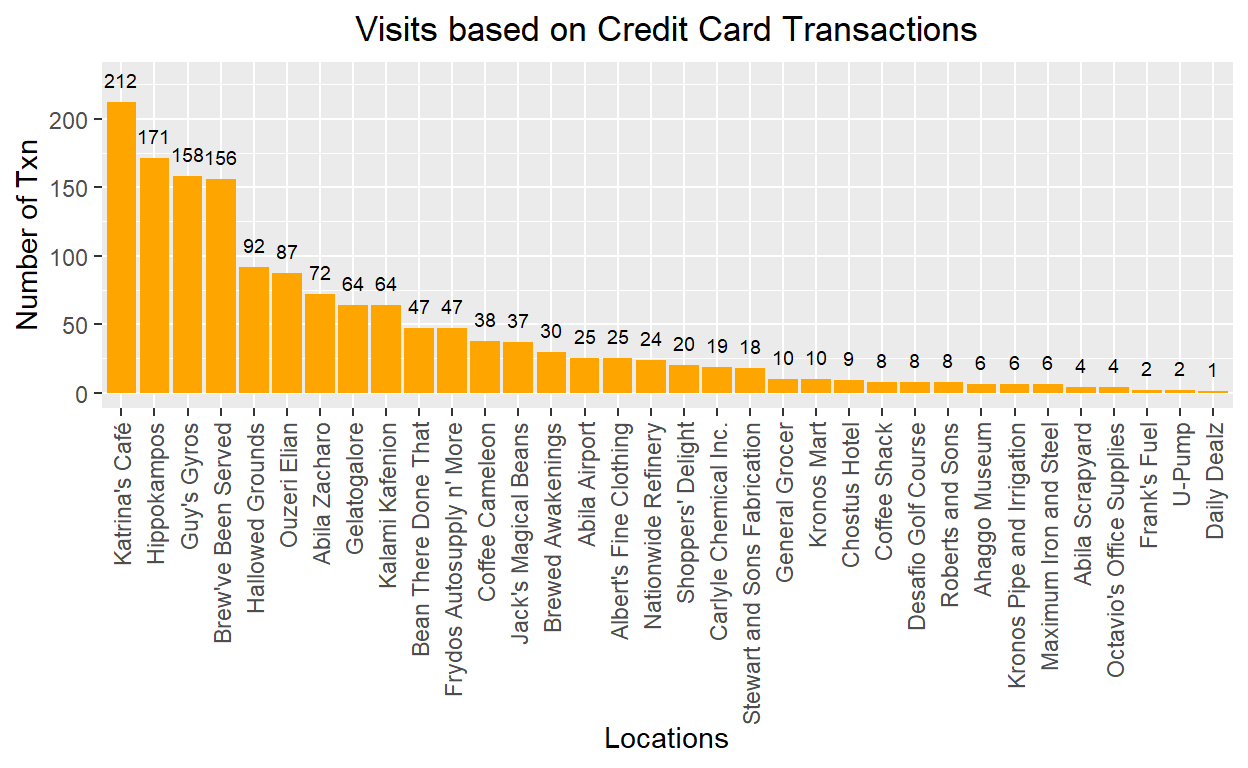 Visits based on Credit Card Transactions
Number of Txn
200
150
100
50
0
212
171
158
156
92
87
72
64
64
47
47
38
37
30
25
25
24
20
19
18
10
10
9
8
8
8
6
6
6
4
4
2
2
1
Katrina's Café
Hippokampos
Guy's Gyros
Brew've Been Served
Hallowed Grounds
Ouzeri Elian
Abila Zacharo
Gelatogalore
Kalami Kafenion
Bean There Done That
Frydos Autosupply n' More
Coffee Cameleon
Jack's Magical Beans
Brewed Awakenings
Abila Airport
Albert's Fine Clothing
Nationwide Refinery
Shoppers' Delight
Carlyle Chemical Inc.
Stewart and Sons Fabrication
General Grocer
Kronos Mart
Chostus Hotel
Coffee Shack
Desafio Golf Course
Roberts and Sons
Ahaggo Museum
Kronos Pipe and Irrigation
Maximum Iron and Steel
Abila Scrapyard
Octavio's Office Supplies
Frank's Fuel
U-Pump
Daily Dealz
Locations